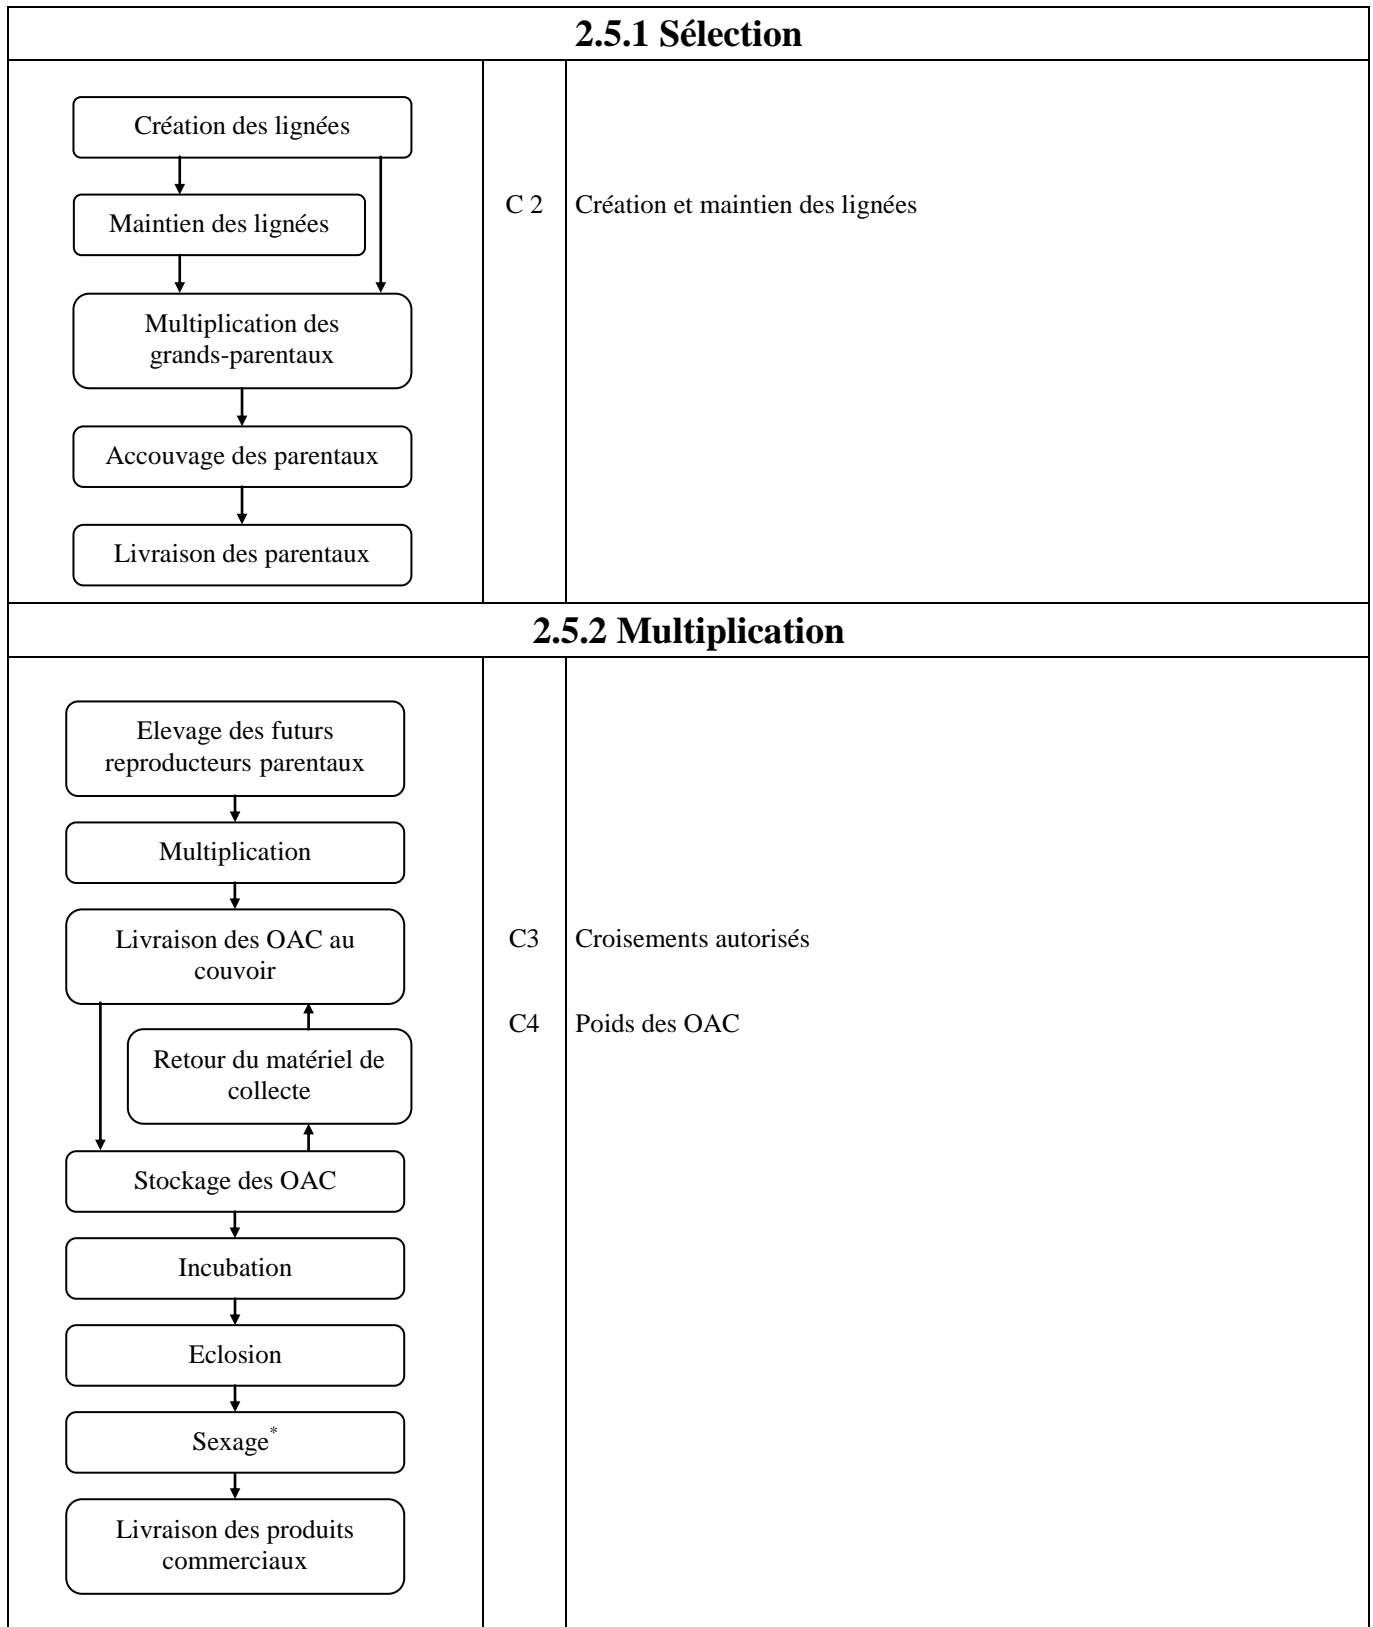 2.5.1 Sélection
Création des lignées
Maintien des lignées
C 2
Création et maintien des lignées
Multiplication des
grands-parentaux
Accouvage des parentaux
Livraison des parentaux
2.5.2 Multiplication
Elevage des futurs
reproducteurs parentaux
Multiplication
Livraison des OAC au
couvoir
C3
Croisements autorisés
C4
Poids des OAC
Retour du matériel de
collecte
Stockage des OAC
Incubation
Eclosion
Sexage*
Livraison des produits
commerciaux